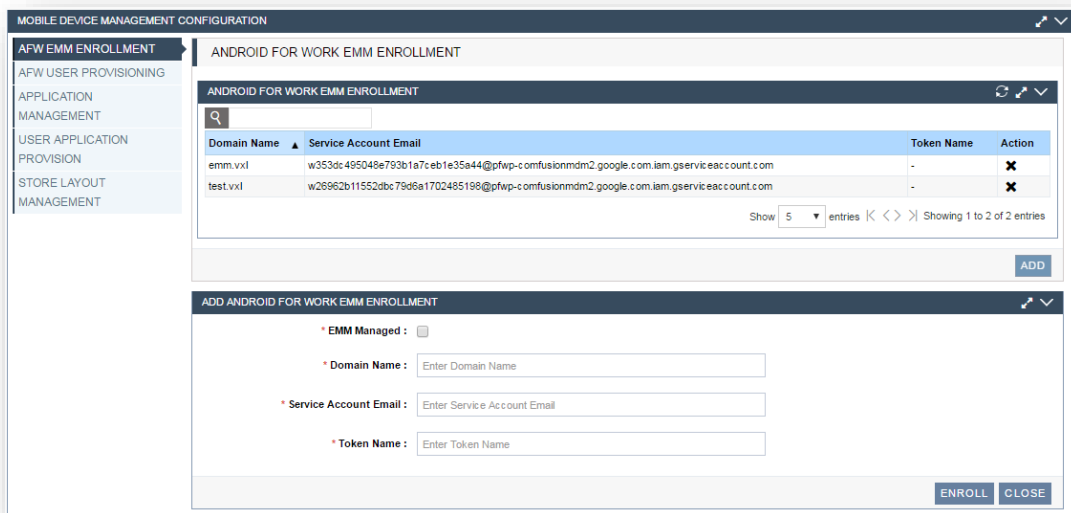 MOBILE DEVICE MANAGEMENT CONFIGURATION
AFW EMM ENROLLMENT
AFW USER PROVISIONING
APPLICATION
MANAGEMENT
USER APPLICATION
PROVISION
STORE LAYOUT
MANAGEMENT
ANDROID FOR WORK EMM ENROLLMENT
ANDROID FOR WORK EMM ENROLLMENT
Domain Name Service Account Email Token Name Action
emm.vxl w353dc495048e793b1a7ceb1e35a44@pfwp-comfusionmdm2.google.com.iam.gserviceaccount.com -
test.vxl w26962b11552dbc79d6a1702485198@pfwp-comfusionmdm2.google.com.iam.gserviceaccount.com -
Show 5 entries Showing 1 to 2 of 2 entries
ADD
ADD ANDROID FOR WORK EMM ENROLLMENT
* EMM Managed :
* Domain Name : Enter Domain Name
* Service Account Email : Enter Service Account Email
* Token Name : Enter Token Name
ENROLL CLOSE